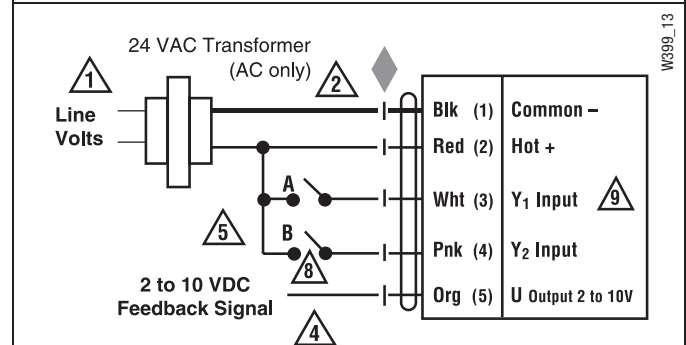 W399_13
24 VAC Transformer
(AC only)
1
2
Line
Volts
Blk (1) Common –
Red (2) Hot +
A
Wht (3) Y1 Input 9
5
B
Pnk (4) Y2 Input
8
2 to 10 VDC
Feedback Signal
Org (5) U Output 2 to 10V
4